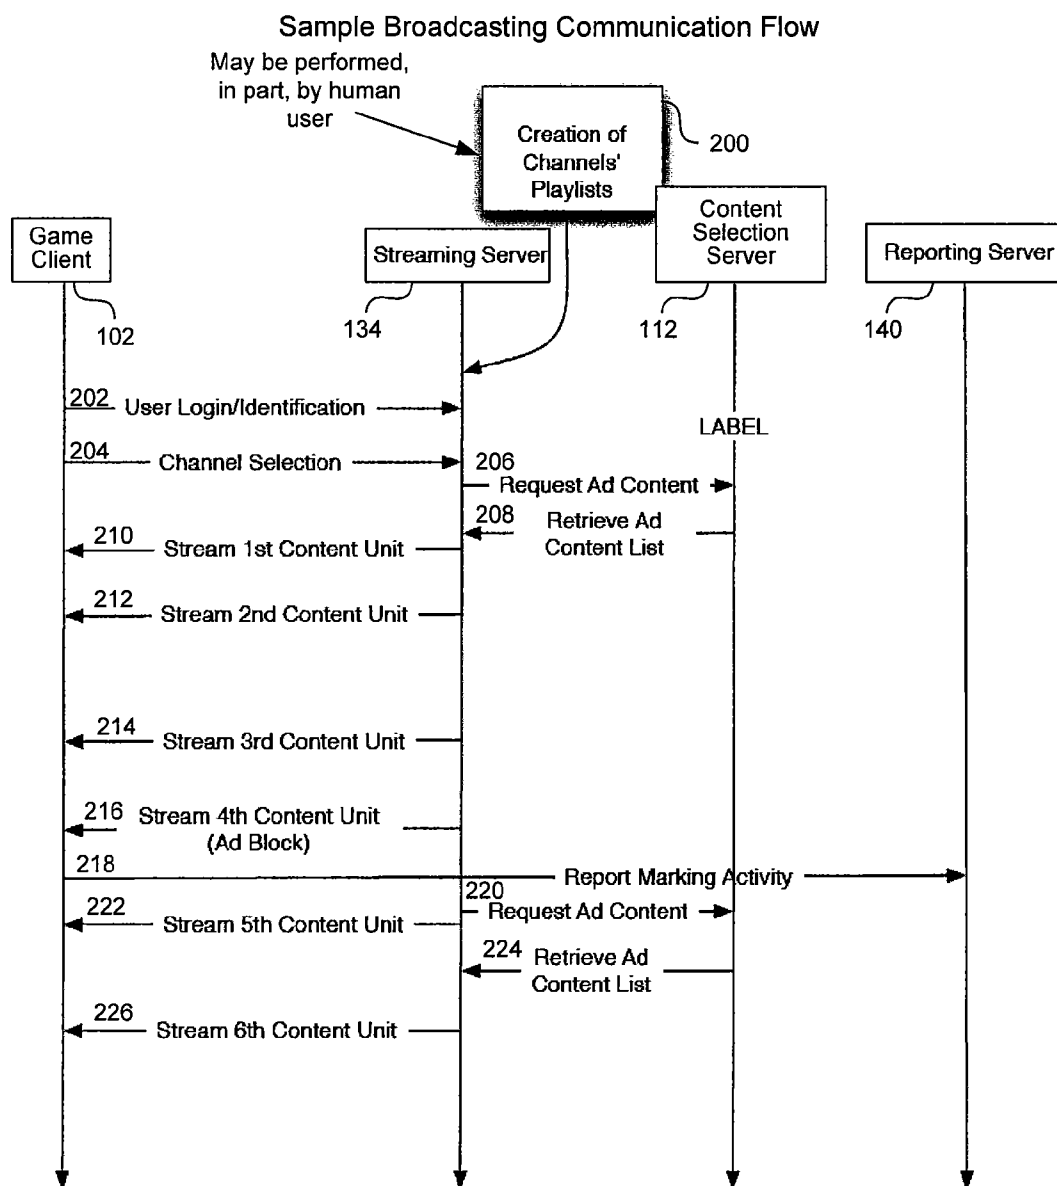 Sample Broadcasting Communication Flow
May be performed,
in part, by human
user
Creation of
Channels'
Playlists
200
Game
Client
Streaming Server
Content
Selection
Server
Reporting Server
102
134
112
140
202
User Login/Identification
LABEL
204
Channel Selection
206
Request Ad Content
208
Retrieve Ad
Content List
210
Stream 1st Content Unit
212
Stream 2nd Content Unit
214
Stream 3rd Content Unit
216
Stream 4th Content Unit
(Ad Block)
218
Report Marking Activity
220
Request Ad Content
222
Stream 5th Content Unit
224
Retrieve Ad
Content List
226
Stream 6th Content Unit